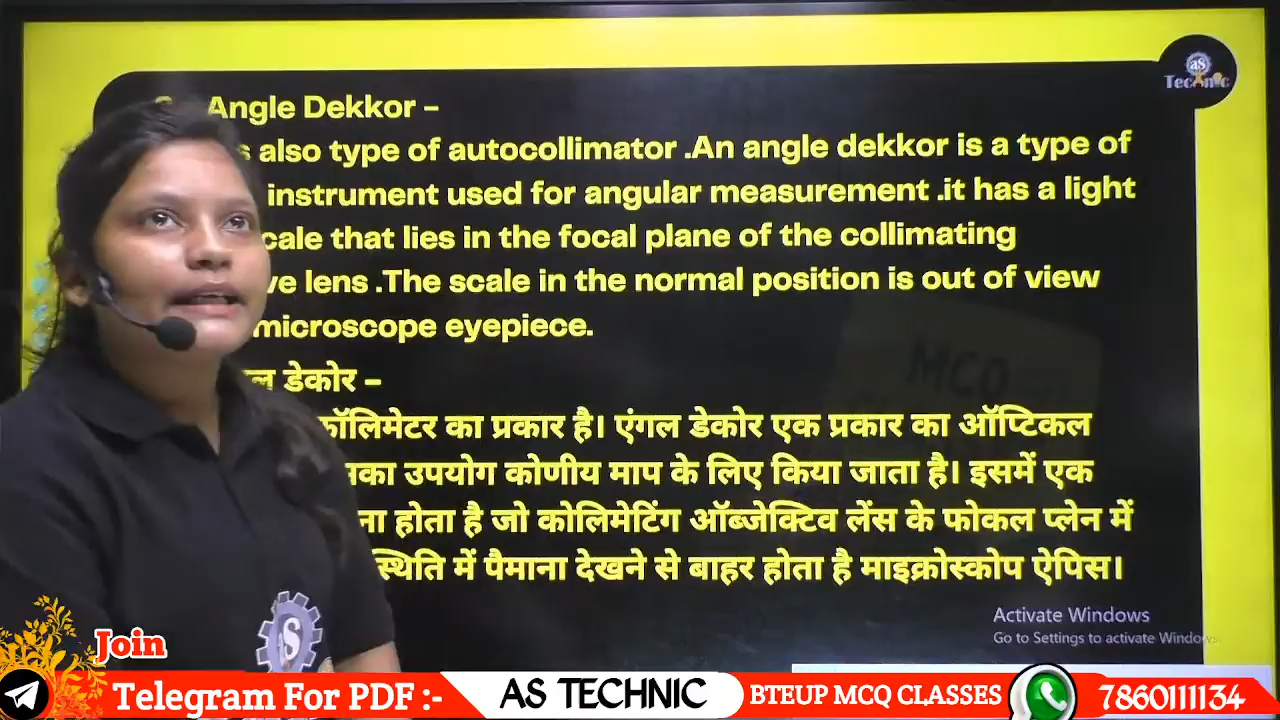 Angle Dekkor –
also type of autocollimator .An angle dekkor is a type of
instrument used for angular measurement .it has a light
that lies in the focal plane of the collimating
lens .The scale in the normal position is out of view
microscope eyepiece.
डेकोर –
का प्रकार है। एंगल डेकोर एक प्रकार का ऑप्टिकल
उपयोग कोणीय माप के लिए किया जाता है। इसमें एक
होता है जो कोलिमेटिंग ऑब्जेक्टिव लेंस के फोकल प्लेन में
स्थिति में पैमाना देखने से बाहर होता है माइक्रोस्कोप ऐपिस।
aS
Technic
S
Activate Windows
Go to Settings to activate Windows
Join
Telegram For PDF :-
AS TECHNIC
BTEUP MCQ CLASSES
7860111134